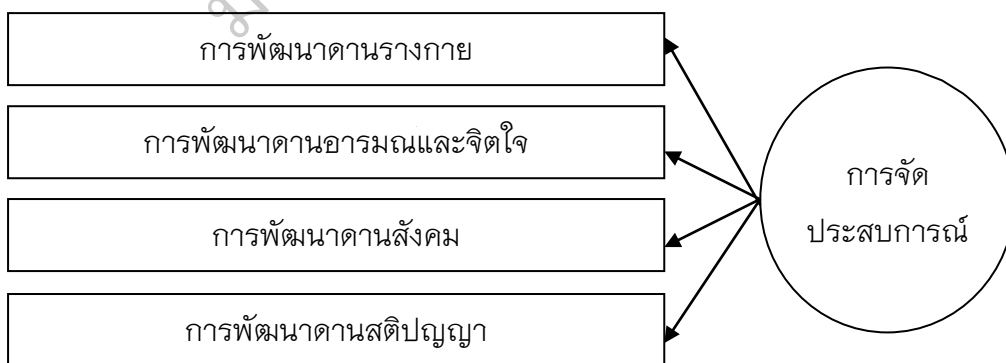 การพัฒนาดานรางกาย
การพัฒนาดานอารมณและจิตใจ
การพัฒนาดานสังคม
การพัฒนาดานสติปญญา
การจัด
ประสบการณ์